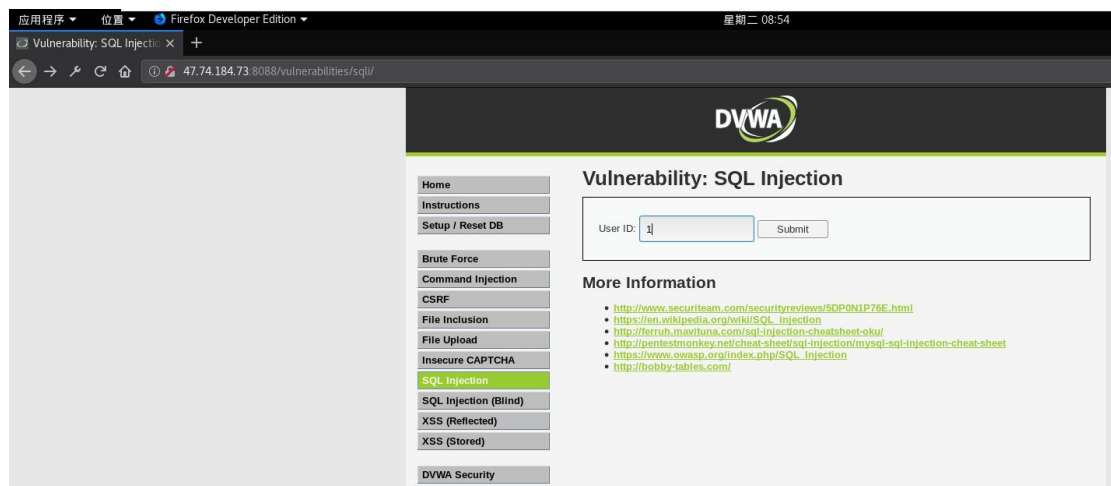 应用程序 ▼ 位置 ▼ Firefox Developer Edition ▼ 星期二 08:54
Vulnerability: SQL Injectio × +
47.74.184.73:8088/vulnerabilities/sqli/
DVWA
Home
Instructions
Setup / Reset DB
Brute Force
Command Injection
CSRF
File Inclusion
File Upload
Insecure CAPTCHA
SQL Injection
SQL Injection (Blind)
XSS (Reflected)
XSS (Stored)
DVWA Security
Vulnerability: SQL Injection
User ID: 1 Submit
More Information
• http://www.securiteam.com/securityreviews/5DP0N1P76E.html
• https://en.wikipedia.org/wiki/SQL_injection
• http://ferruh.mavituna.com/sql-injection-cheatsheet-oku/
• http://pentestmonkey.net/cheat-sheet/sql-injection/mysql-sql-injection-cheat-sheet
• https://www.owasp.org/index.php/SQL_Injection
• http://bobby-tables.com/